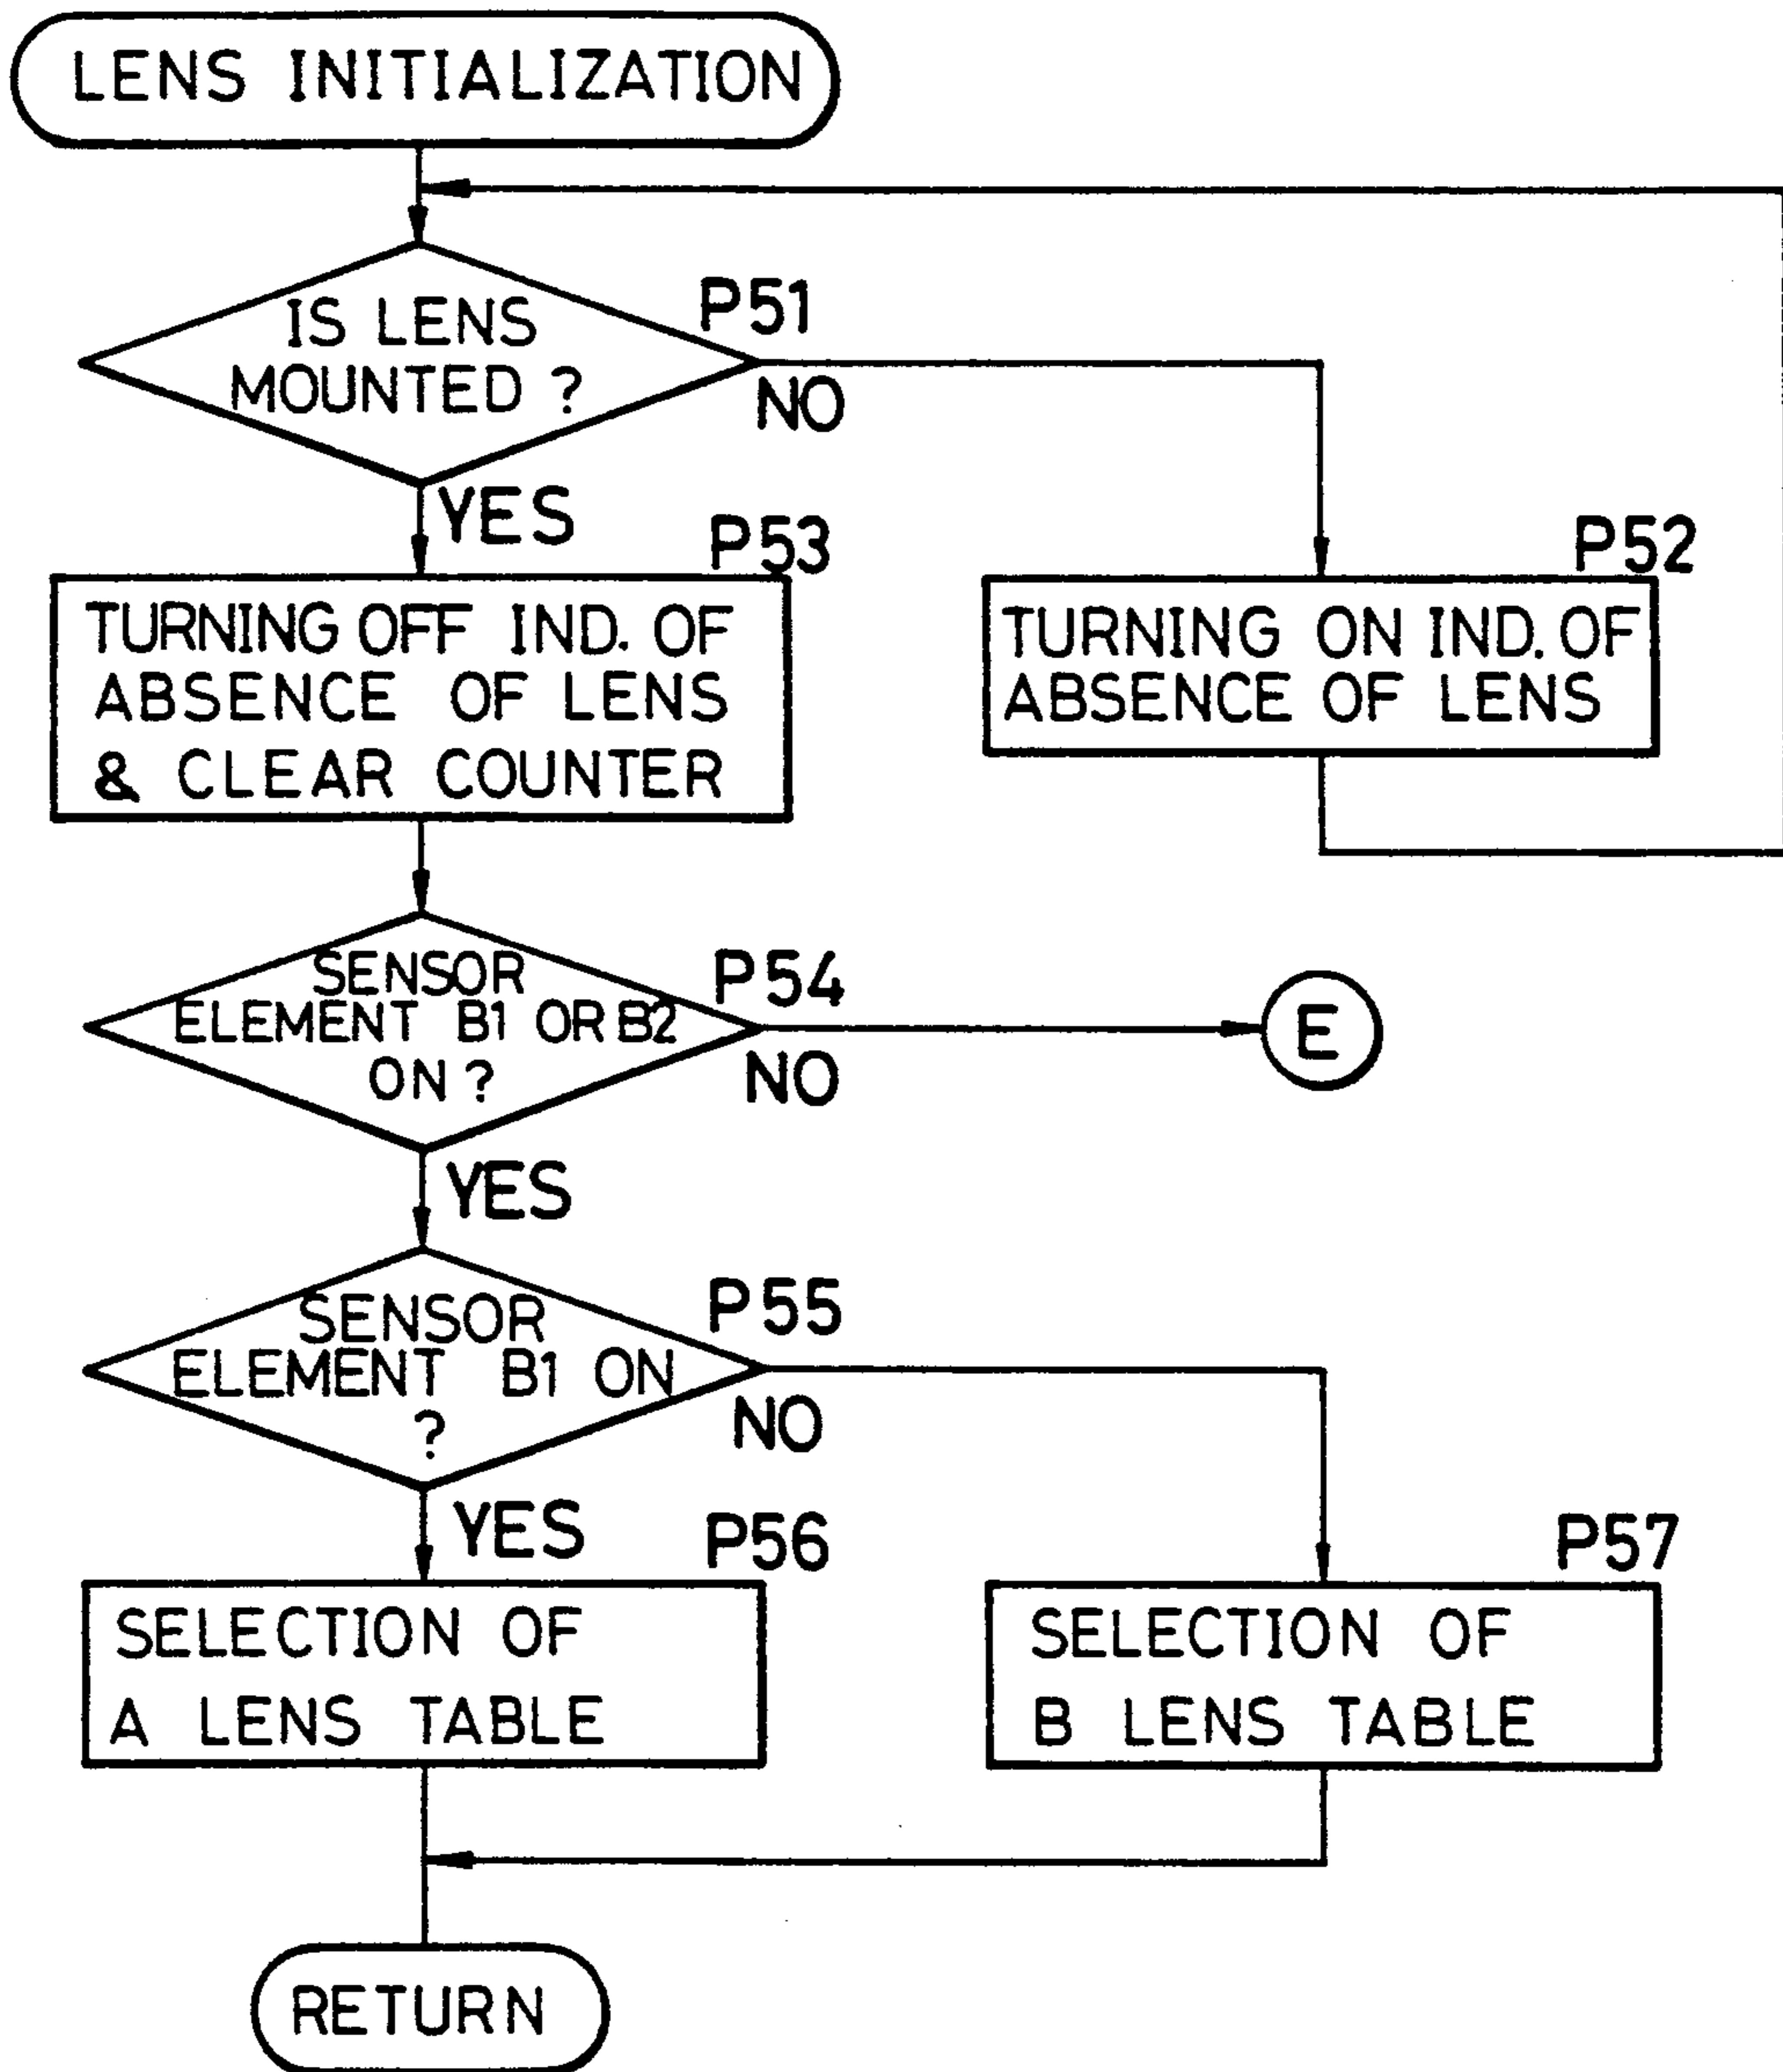 LENS INITIALIZATION
P51
IS LENS
MOUNTED ?
NO
YES
P53
TURNING OFF IND. OF
ABSENCE OF LENS
& CLEAR COUNTER
P52
TURNING ON IND. OF
ABSENCE OF LENS
P54
SENSOR
ELEMENT B1 OR B2
ON ?
NO
E
YES
P55
SENSOR
ELEMENT B1 ON
?
NO
YES
P56
SELECTION OF
A LENS TABLE
P57
SELECTION OF
B LENS TABLE
RETURN